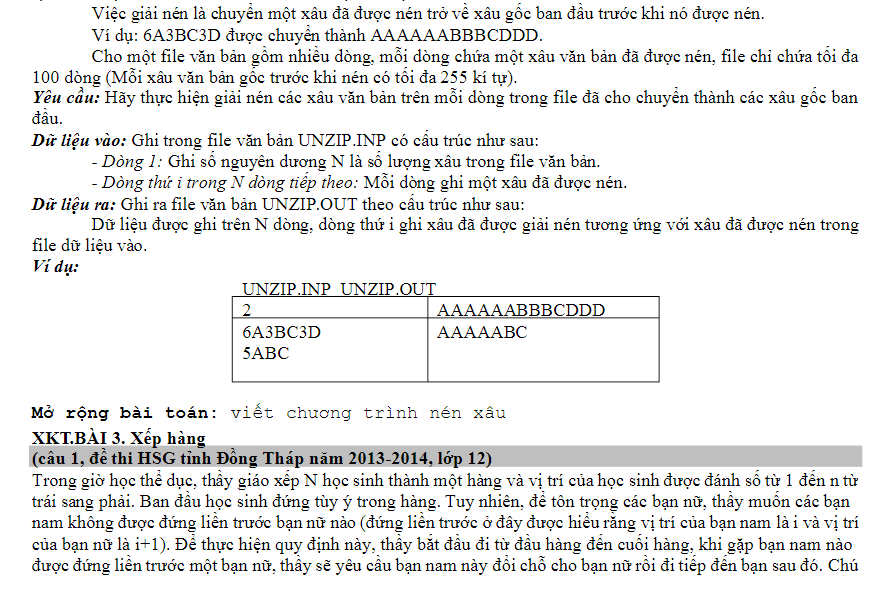 Việc giải nén là chuyển một xâu đã được nén trở về xâu gốc ban đầu trước khi nó được nén.
Ví dụ: 6A3BC3D được chuyển thành AAAAAABBBCDDD.
Cho một file văn bản gồm nhiều dòng, mỗi dòng chứa một xâu văn bản đã được nén, file chỉ chứa tối đa
100 dòng (Mỗi xâu văn bản gốc trước khi nén có tối đa 255 kí tự).
Yêu cầu: Hãy thực hiện giải nén các xâu văn bản trên mỗi dòng trong file đã cho chuyển thành các xâu gốc ban
đầu.
Dữ liệu vào: Ghi trong file văn bản UNZIP.INP có cấu trúc như sau:
- Dòng 1: Ghi số nguyên dương N là số lượng xâu trong file văn bản.
- Dòng thứ i trong N dòng tiếp theo: Mỗi dòng ghi một xâu đã được nén.
Dữ liệu ra: Ghi ra file văn bản UNZIP.OUT theo cấu trúc như sau:
Dữ liệu được ghi trên N dòng, dòng thứ i ghi xâu đã được giải nén tương ứng với xâu đã được nén trong
file dữ liệu vào.
Ví dụ:
UNZIP.INP UNZIP.OUT
2 AAAAAABBBCDDD
6A3BC3D AAAAABC
5ABC
Mở rộng bài toán: viết chương trình nén xâu
XKT.BÀI 3. Xếp hàng
(câu 1, đề thi HSG tỉnh Đồng Tháp năm 2013-2014, lớp 12)
Trong giờ học thể dục, thầy giáo xếp N học sinh thành một hàng và vị trí của học sinh được đánh số từ 1 đến n từ
trái sang phải. Ban đầu học sinh đứng tùy ý trong hàng. Tuy nhiên, để tôn trọng các bạn nữ, thầy muốn các bạn
nam không được đứng liền trước bạn nữ nào (đứng liền trước ở đây được hiểu rằng vị trí của bạn nam là i và vị trí
của bạn nữ là i+1). Để thực hiện quy định này, thầy bắt đầu đi từ đầu hàng đến cuối hàng, khi gặp bạn nam nào
được đứng liền trước một bạn nữ, thầy sẽ yêu cầu bạn nam này đổi chỗ cho bạn nữ rồi đi tiếp đến bạn sau đó. Chú